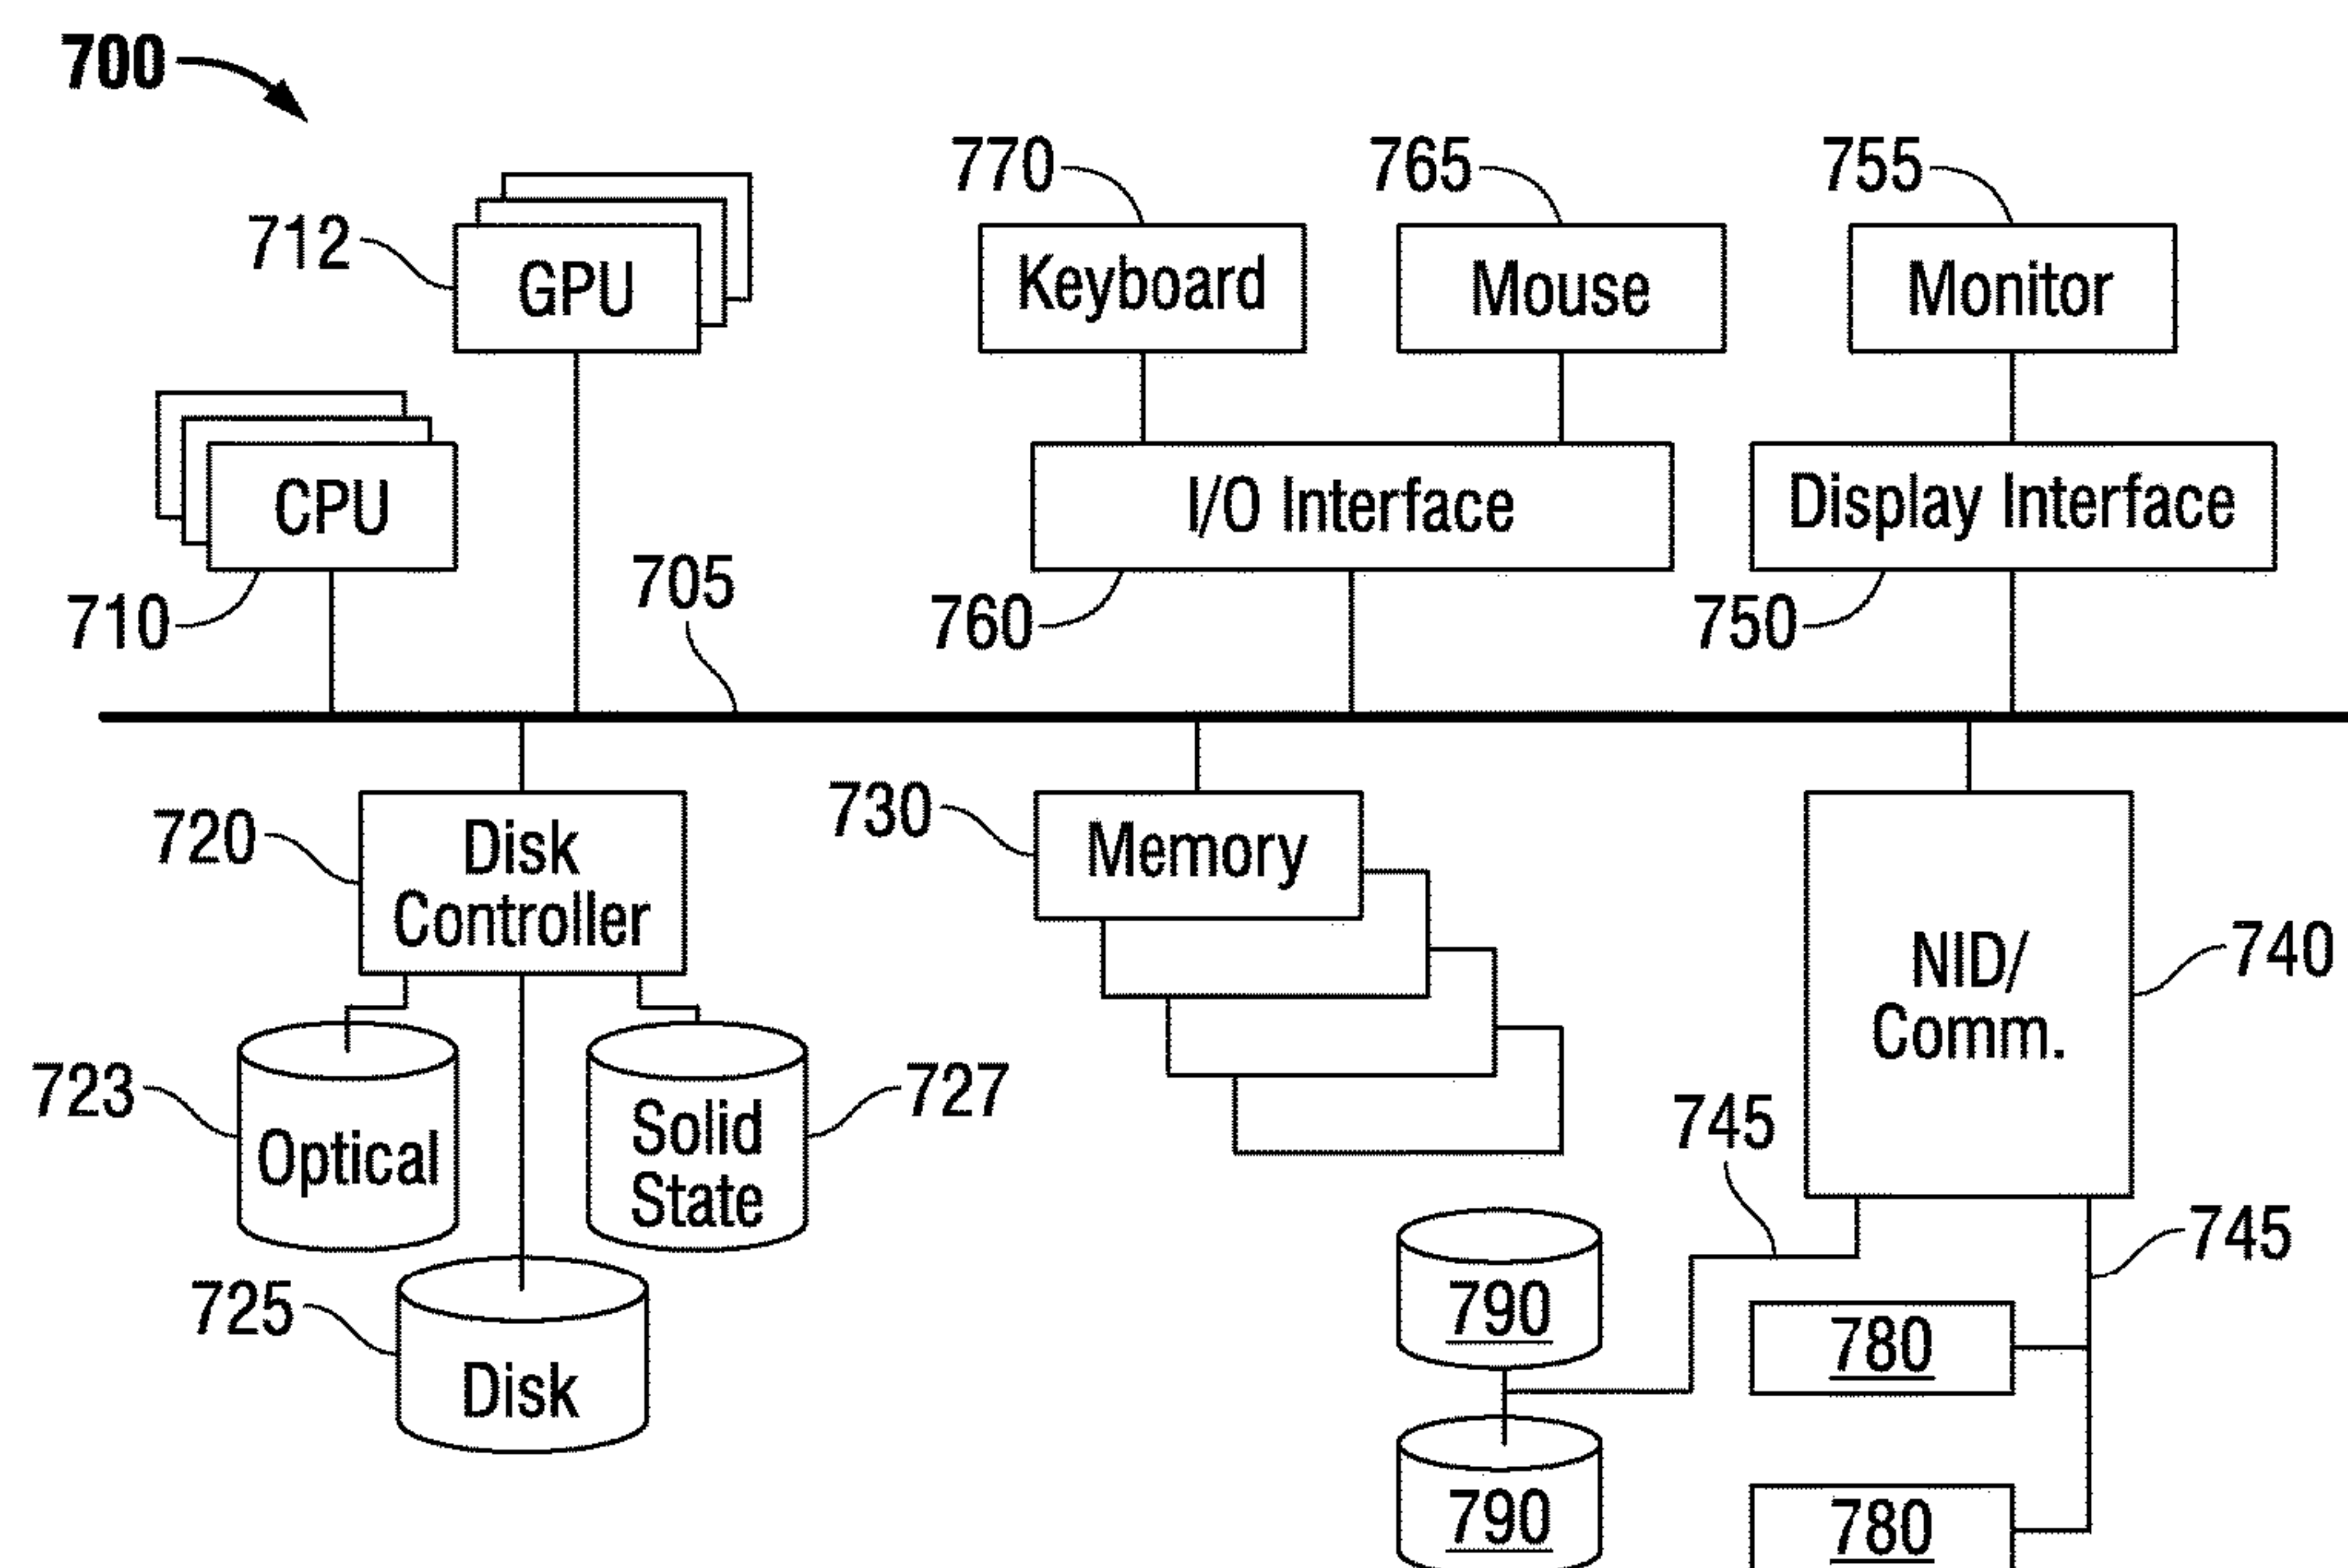 700
770
765
755
712
GPU
Keyboard
Mouse
Monitor
CPU
I/O Interface
Display Interface
710
705
760
750
720
Disk
Controller
730
Memory
NID/
Comm.
740
723
Optical
Solid
State
727
745
745
725
Disk
790
780
790
780